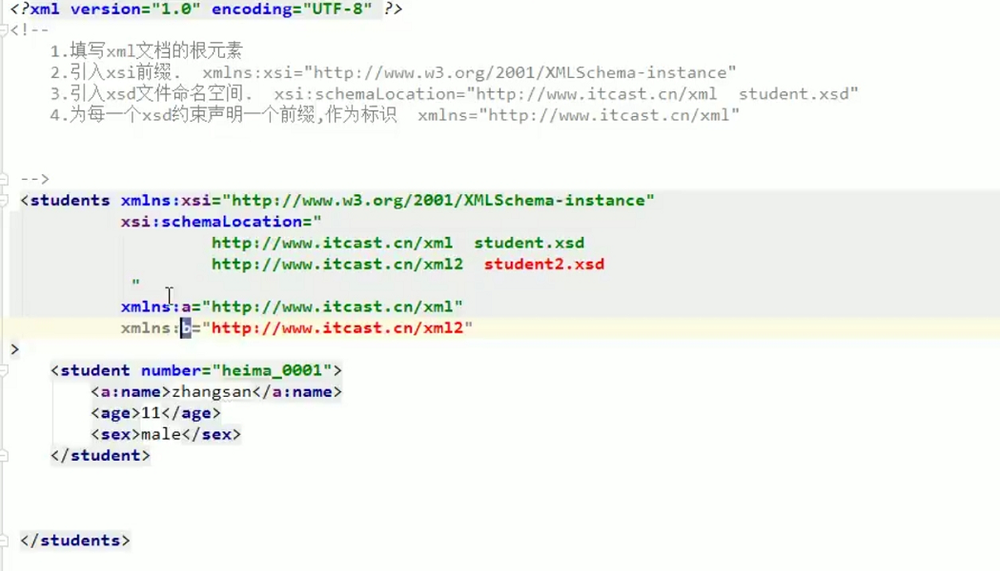 <?xml version="1.0" encoding="UTF-8" ?>
<!--
1.填写xml文档的根元素
2.引入xsi前缀. xmlns:xsi="http://www.w3.org/2001/XMLSchema-instance"
3.引入xsd文件命名空间. xsi:schemaLocation="http://www.itcast.cn/xml student.xsd"
4.为每一个xsd约束声明一个前缀,作为标识 xmlns="http://www.itcast.cn/xml"
-->
<students xmlns:xsi="http://www.w3.org/2001/XMLSchema-instance"
xsi:schemaLocation="
http://www.itcast.cn/xml student.xsd
http://www.itcast.cn/xml2 student2.xsd
"
xmlns:a="http://www.itcast.cn/xml"
xmlns:b="http://www.itcast.cn/xml2"
>
<student number="heima_0001">
<a:name>zhangsan</a:name>
<age>11</age>
<sex>male</sex>
</student>
</students>